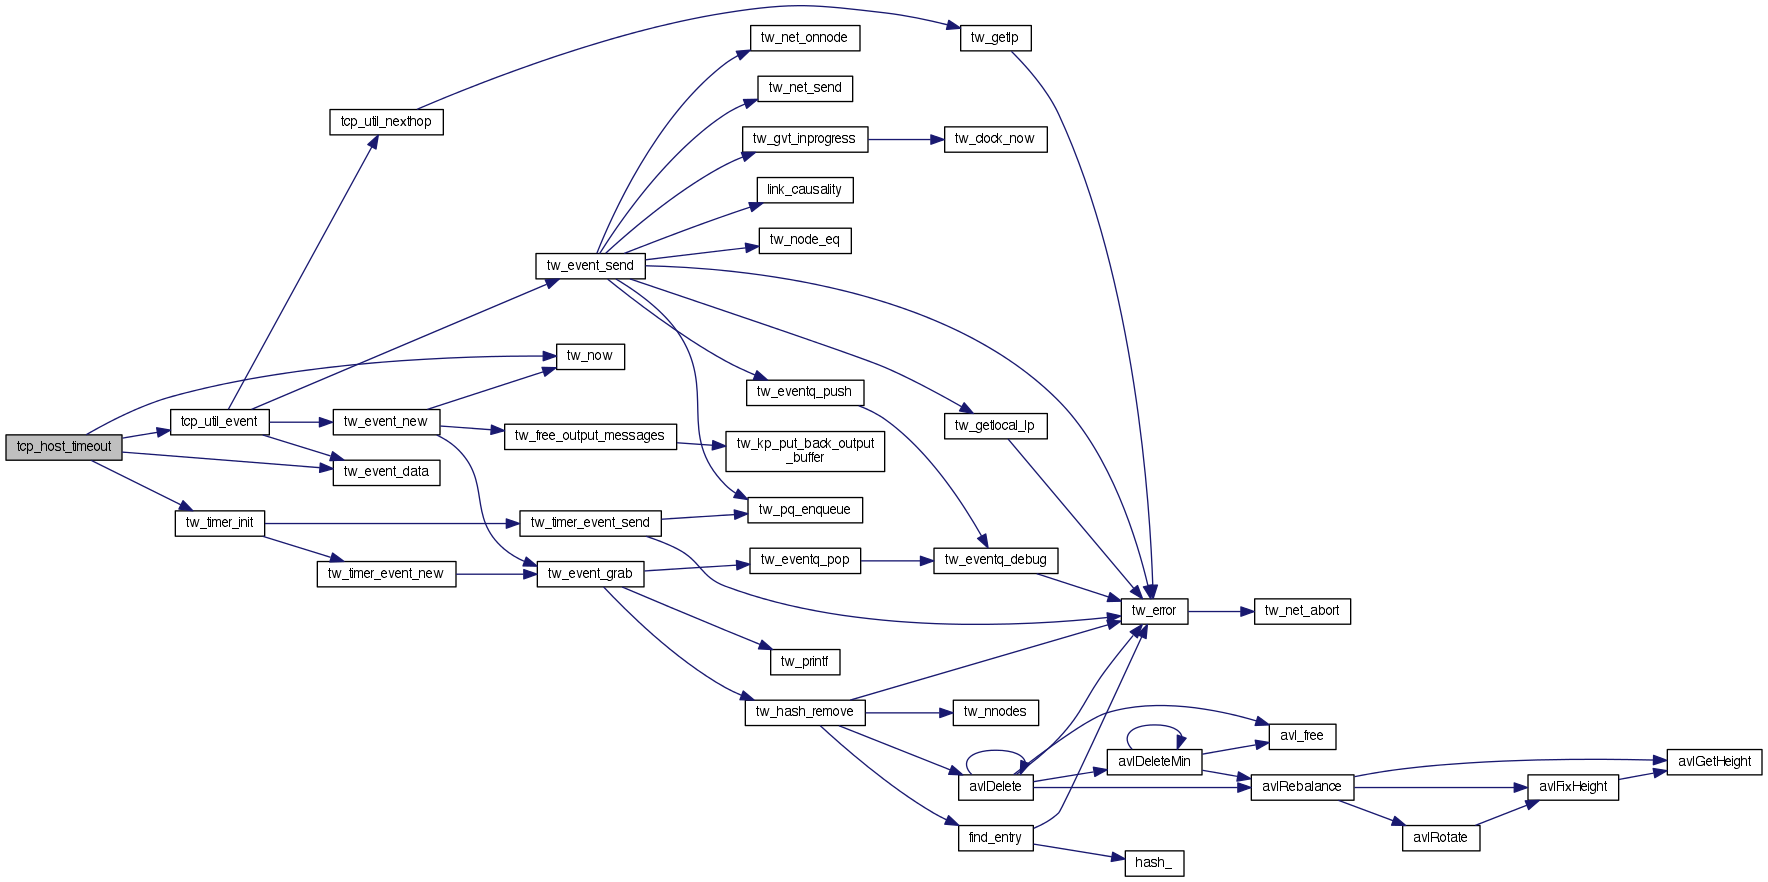 tw_net_onnode
tw_getlp
tw_net_send
tcp_util_nexthop
tw_gvt_inprogress
tw_clock_now
link_causality
tw_node_eq
tw_event_send
tw_now
tw_eventq_push
tcp_util_event
tw_event_new
tw_getlocal_lp
tw_free_output_messages
tcp_host_timeout
tw_kp_put_back_output
_buffer
tw_event_data
tw_pq_enqueue
tw_timer_init
tw_timer_event_send
tw_eventq_pop
tw_eventq_debug
tw_timer_event_new
tw_event_grab
tw_error
tw_net_abort
tw_printf
tw_hash_remove
tw_nnodes
avl_free
avlDeleteMin
avlGetHeight
avlDelete
avlRebalance
avlFixHeight
find_entry
avlRotate
hash_